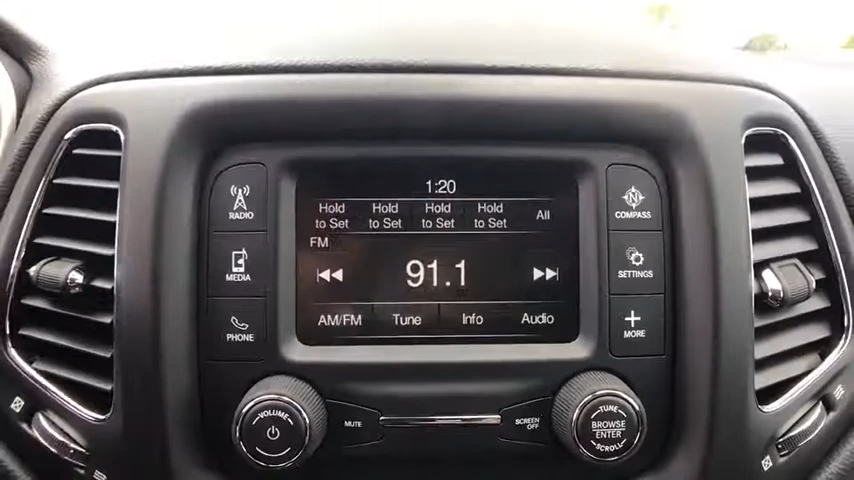 1:20
Hold to Set
Hold to Set
Hold to Set
Hold to Set
All
FM
91.1
AM/FM
Tune
Info
Audio
RADIO
MEDIA
PHONE
N
COMPASS
SETTINGS
MORE
VOLUME
MUTE
SCREEN OFF
TUNE
BROWSE
ENTER
SCROLL